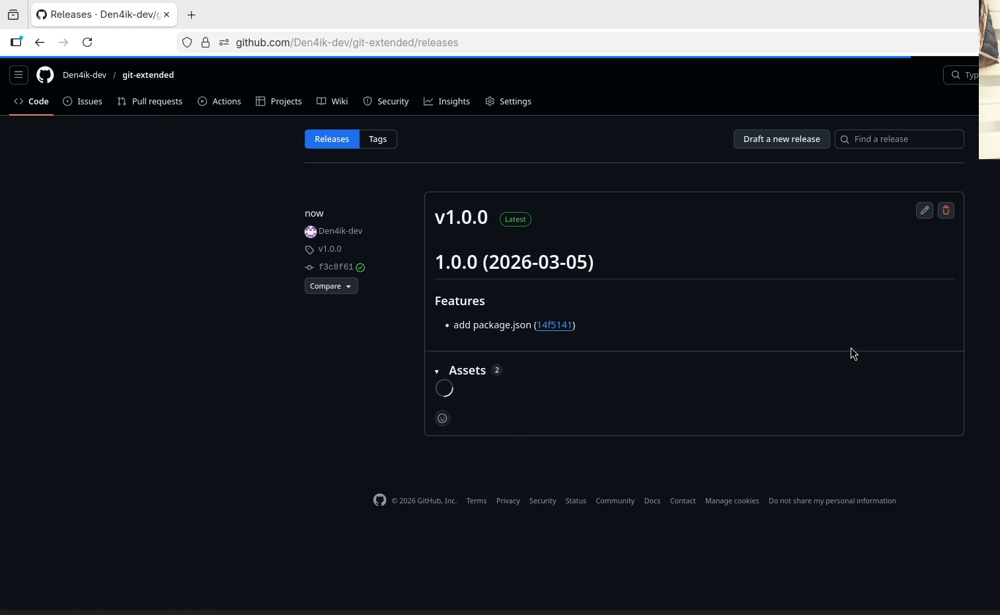 Releases · Den4ik-dev/g
github.com/Den4ik-dev/git-extended/releases
Den4ik-dev / git-extended
Typ
Code Issues Pull requests Actions Projects Wiki Security Insights Settings
Releases Tags Draft a new release Find a release
now
Den4ik-dev
v1.0.0
f3c8f61
Compare
v1.0.0 Latest
1.0.0 (2026-03-05)
Features
• add package.json (14f5141)
Assets 2
© 2026 GitHub, Inc. Terms Privacy Security Status Community Docs Contact Manage cookies Do not share my personal information